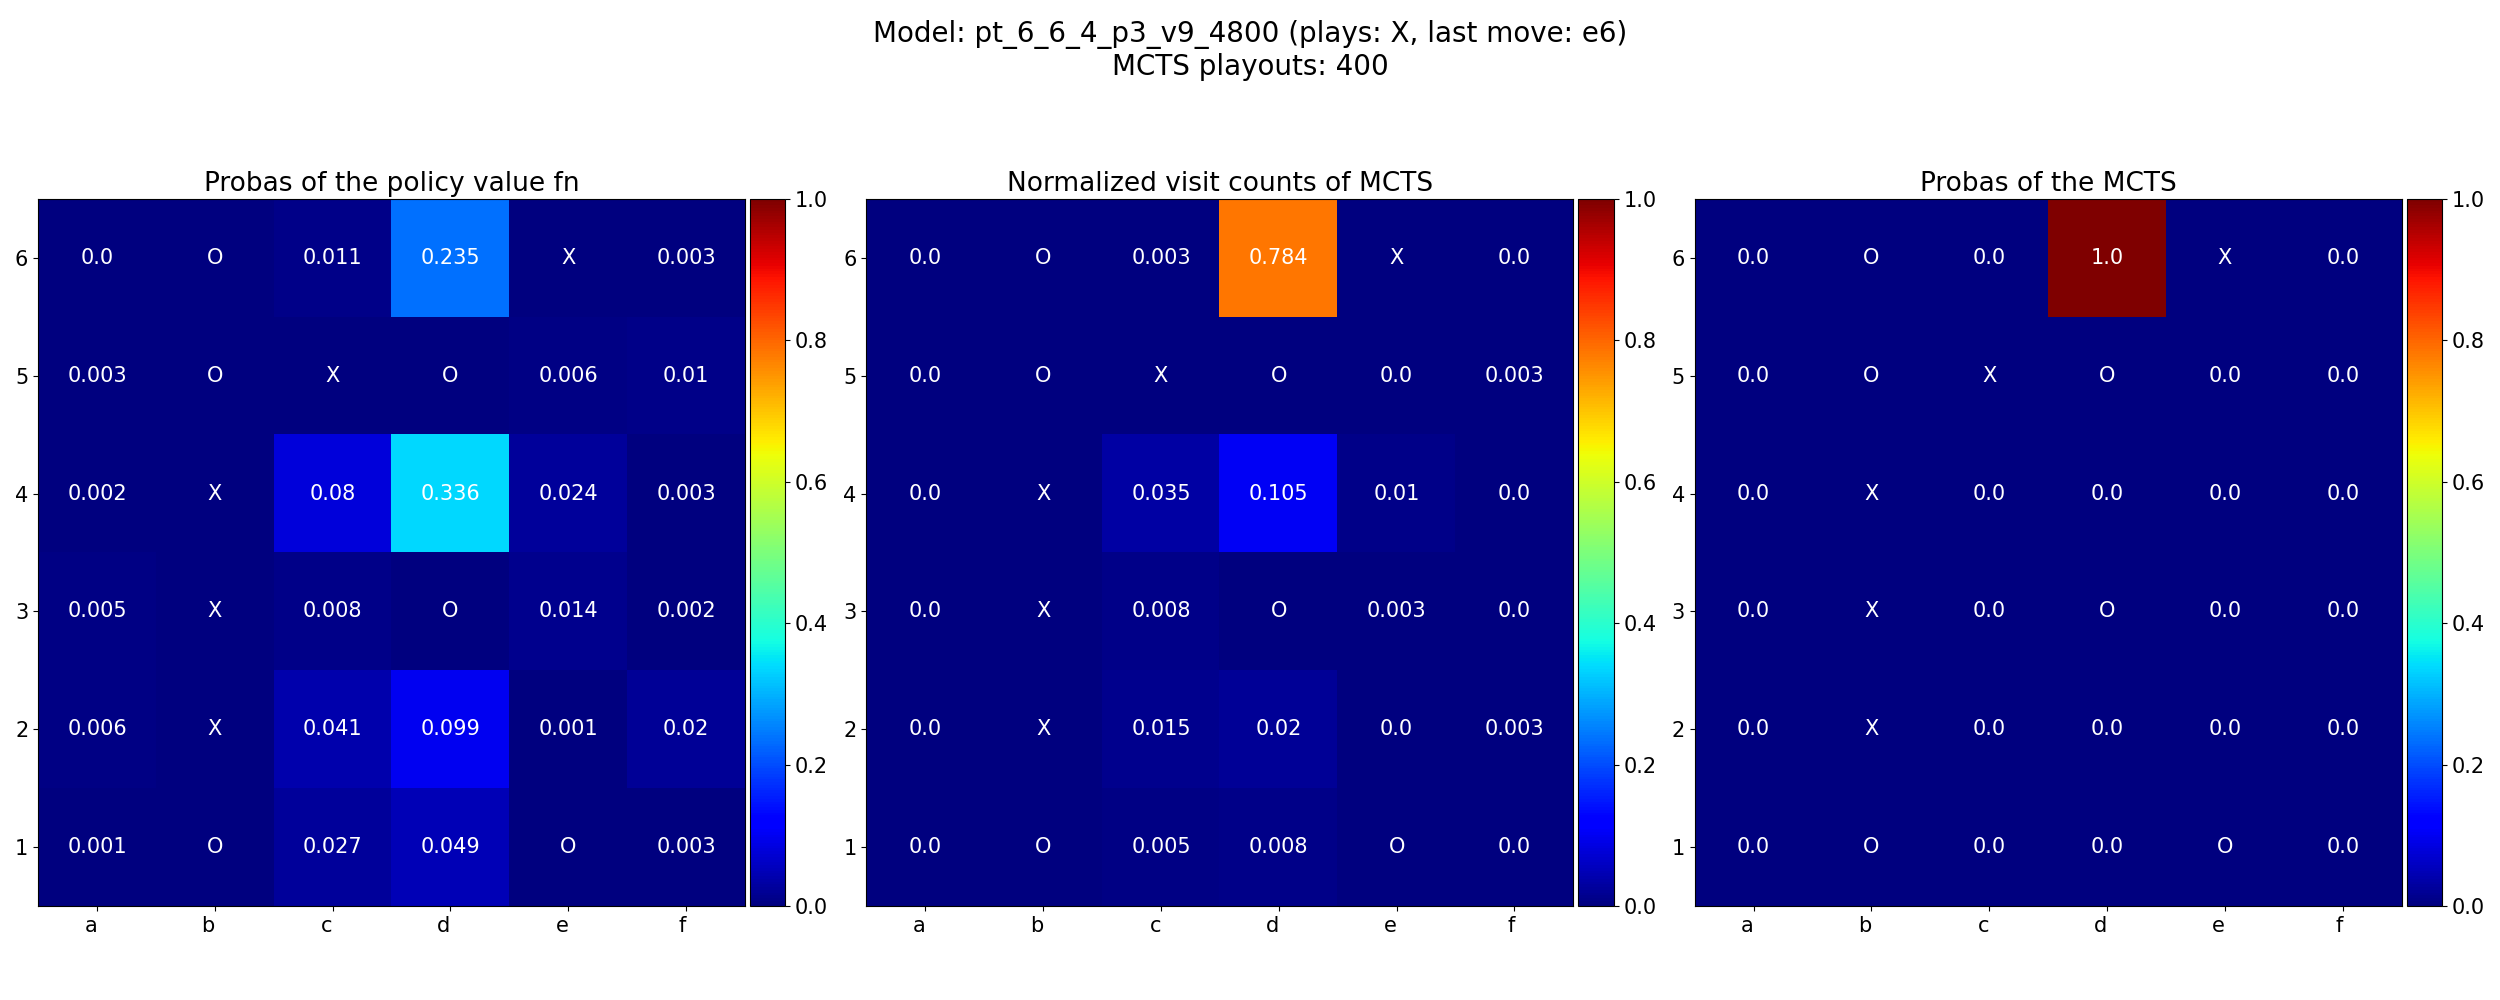 Model: pt_6_6_4_p3_v9_4800 (plays: X, last move: e6)
MCTS playouts: 400
Probas of the policy value fn
6 0.0 O 0.011 0.235 X 0.003
5 0.003 O X O 0.006 0.01
4 0.002 X 0.08 0.336 0.024 0.003
3 0.005 X 0.008 O 0.014 0.002
2 0.006 X 0.041 0.099 0.001 0.02
1 0.001 O 0.027 0.049 O 0.003
a b c d e f
1.0
0.8
0.6
0.4
0.2
0.0
Normalized visit counts of MCTS
6 0.0 O 0.003 0.784 X 0.0
5 0.0 O X O 0.0 0.003
4 0.0 X 0.035 0.105 0.01 0.0
3 0.0 X 0.008 O 0.003 0.0
2 0.0 X 0.015 0.02 0.0 0.003
1 0.0 O 0.005 0.008 O 0.0
a b c d e f
1.0
0.8
0.6
0.4
0.2
0.0
Probas of the MCTS
6 0.0 O 0.0 1.0 X 0.0
5 0.0 O X O 0.0 0.0
4 0.0 X 0.0 0.0 0.0 0.0
3 0.0 X 0.0 O 0.0 0.0
2 0.0 X 0.0 0.0 0.0 0.0
1 0.0 O 0.0 0.0 O 0.0
a b c d e f
1.0
0.8
0.6
0.4
0.2
0.0